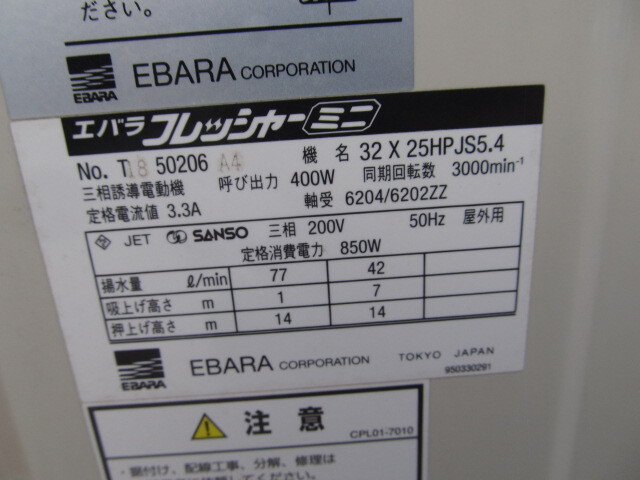 ださい。
EBARA
EBARA CORPORATION
エバラ フレッシャーミニ
No. T18 50206 A4 機 名 32 X 25HPJS5.4
三相誘導電動機 呼び出力 400W 同期回転数 3000min⁻¹
定格電流値 3.3A 軸受 6204/6202ZZ
JET SANSO 三相 200V 50Hz 屋外用
定格消費電力 850W
揚水量 ℓ/min 77 42
吸上げ高さ m 1 7
押上げ高さ m 14 14
EBARA
EBARA CORPORATION TOKYO JAPAN
950330291
注 意
CPL01-7010
・据付け、配線工事、分解、修理は